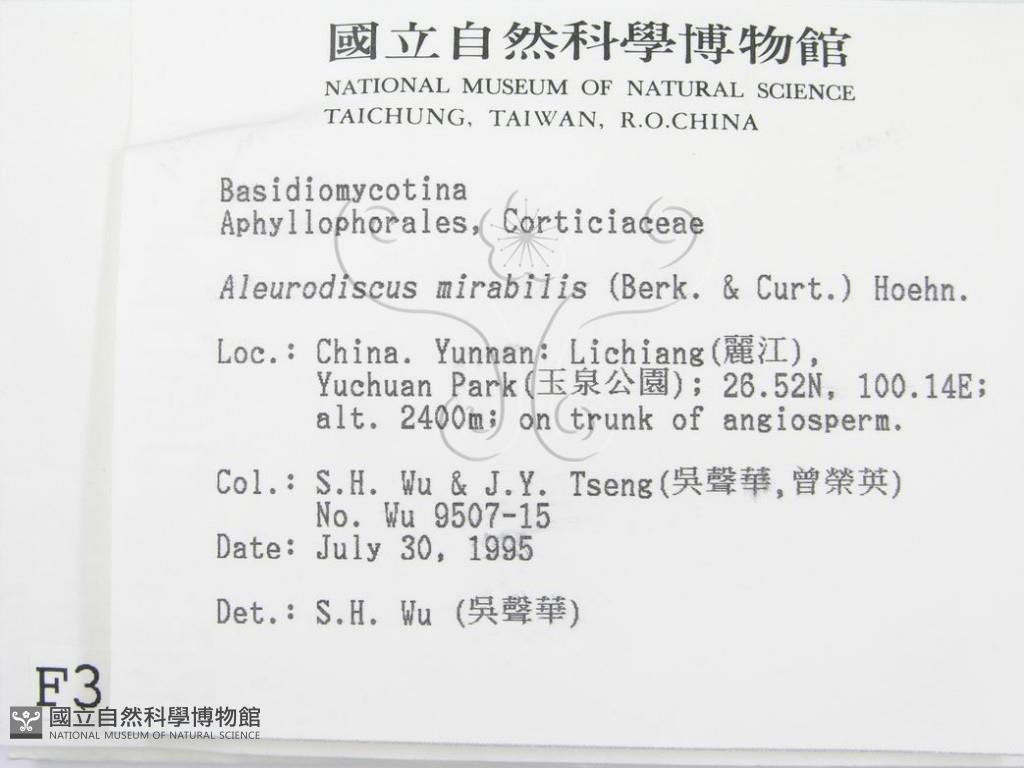 國立自然科學博物館
NATIONAL MUSEUM OF NATURAL SCIENCE
TAICHUNG, TAIWAN, R.O.CHINA
Basidiomycotina
Aphyllophorales, Corticiaceae
Aleurodiscus mirabilis (Berk. & Curt.) Hoehn.
Loc.: China. Yunnan: Lichiang(麗江),
Yuchuan Park(玉泉公園); 26.52N, 100.14E;
alt. 2400m; on trunk of angiosperm.
Col.: S.H. Wu & J.Y. Tseng(吳聲華,曾榮英)
No. Wu 9507-15
Date: July 30, 1995
Det.: S.H. Wu (吳聲華)
F3
國立自然科學博物館
NATIONAL MUSEUM OF NATURAL SCIENCE